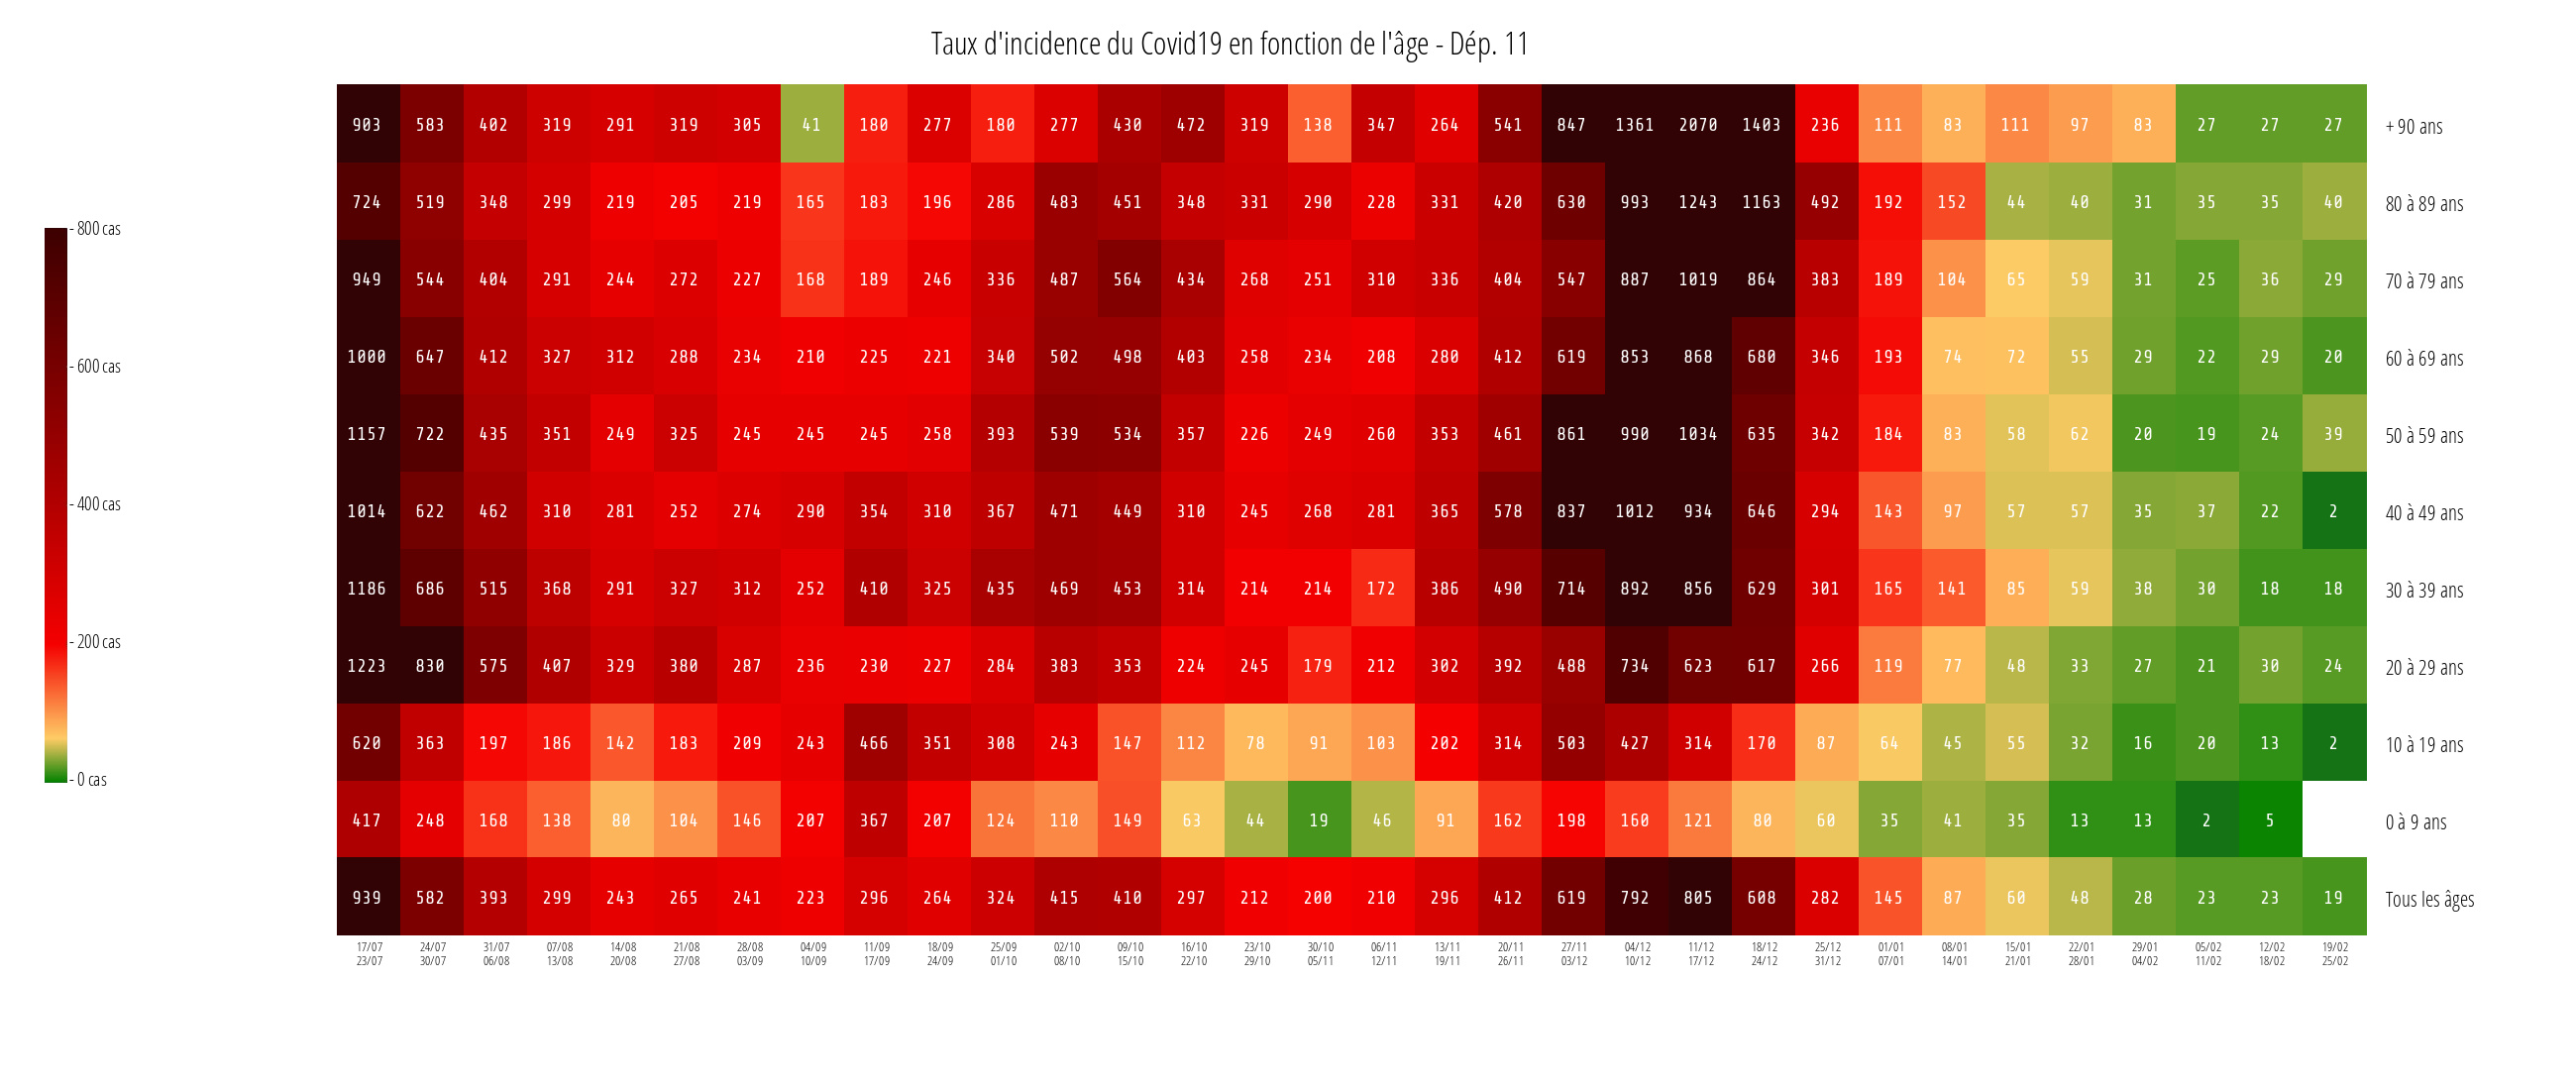 Taux d'incidence du Covid19 en fonction de l'âge - Dép. 11
- 800 cas
- 600 cas
- 400 cas
- 200 cas
- 0 cas
903 583 402 319 291 319 305 41 180 277 180 277 430 472 319 138 347 264 541 847 1361 2070 1403 236 111 83 111 97 83 27 27 27 + 90 ans
724 519 348 299 219 205 219 165 183 196 286 483 451 348 331 290 228 331 420 630 993 1243 1163 492 192 152 44 40 31 35 35 40 80 à 89 ans
949 544 404 291 244 272 227 168 189 246 336 487 564 434 268 251 310 336 404 547 887 1019 864 383 189 104 65 59 31 25 36 29 70 à 79 ans
1000 647 412 327 312 288 234 210 225 221 340 502 498 403 258 234 208 280 412 619 853 868 680 346 193 74 72 55 29 22 29 20 60 à 69 ans
1157 722 435 351 249 325 245 245 245 258 393 539 534 357 226 249 260 353 461 861 990 1034 635 342 184 83 58 62 20 19 24 39 50 à 59 ans
1014 622 462 310 281 252 274 290 354 310 367 471 449 310 245 268 281 365 578 837 1012 934 646 294 143 97 57 57 35 37 22 2 40 à 49 ans
1186 686 515 368 291 327 312 252 410 325 435 469 453 314 214 214 172 386 490 714 892 856 629 301 165 141 85 59 38 30 18 18 30 à 39 ans
1223 830 575 407 329 380 287 236 230 227 284 383 353 224 245 179 212 302 392 488 734 623 617 266 119 77 48 33 27 21 30 24 20 à 29 ans
620 363 197 186 142 183 209 243 466 351 308 243 147 112 78 91 103 202 314 503 427 314 170 87 64 45 55 32 16 20 13 2 10 à 19 ans
417 248 168 138 80 104 146 207 367 207 124 110 149 63 44 19 46 91 162 198 160 121 80 60 35 41 35 13 13 2 5 0 à 9 ans
939 582 393 299 243 265 241 223 296 264 324 415 410 297 212 200 210 296 412 619 792 805 608 282 145 87 60 48 28 23 23 19 Tous les âges
17/07 24/07 31/07 07/08 14/08 21/08 28/08 04/09 11/09 18/09 25/09 02/10 09/10 16/10 23/10 30/10 06/11 13/11 20/11 27/11 04/12 11/12 18/12 25/12 01/01 08/01 15/01 22/01 29/01 05/02 12/02 19/02
23/07 30/07 06/08 13/08 20/08 27/08 03/09 10/09 17/09 24/09 01/10 08/10 15/10 22/10 29/10 05/11 12/11 19/11 26/11 03/12 10/12 17/12 24/12 31/12 07/01 14/01 21/01 28/01 04/02 11/02 18/02 25/02